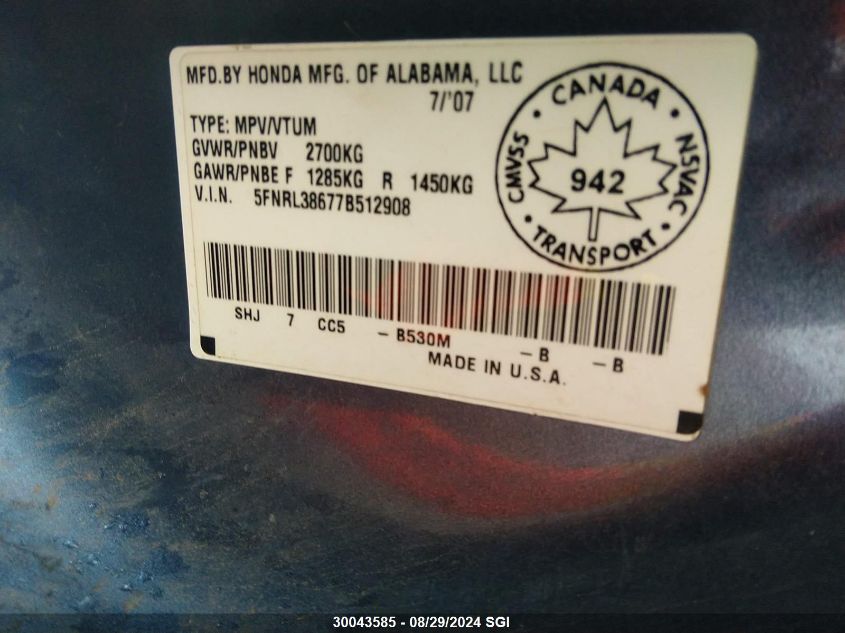 MFD.BY HONDA MFG. OF ALABAMA, LLC
7/'07
TYPE: MPV/VTUM
GVWR/PNBV 2700KG
GAWR/PNBE F 1285KG R 1450KG
V.I.N. 5FNRL38677B512908
CANADA
CMVSS
942
NSVAC
TRANSPORT
SHJ 7 CC5 - B530M - B - B
MADE IN U.S.A.
30043585 - 08/29/2024 SGI